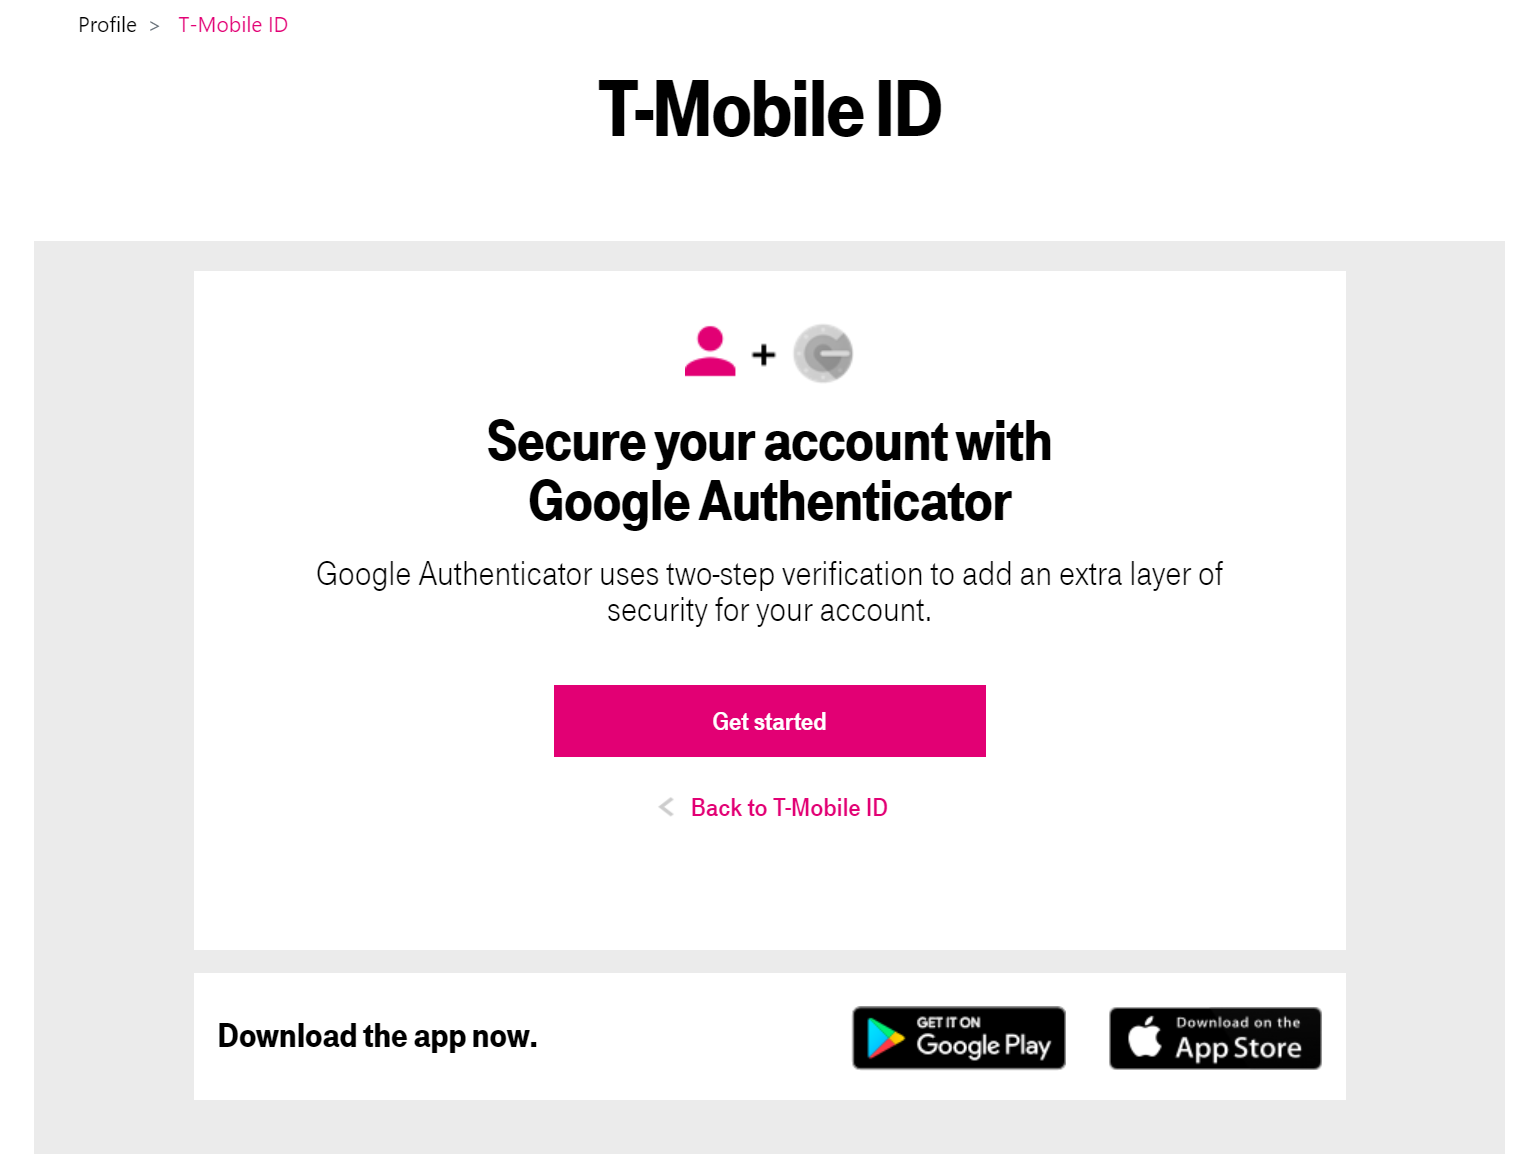 Profile > T-Mobile ID
T-Mobile ID
+
Secure your account with
Google Authenticator
Google Authenticator uses two-step verification to add an extra layer of
security for your account.
Get started
< Back to T-Mobile ID
Download the app now.
GET IT ON
Google Play
Download on the
App Store